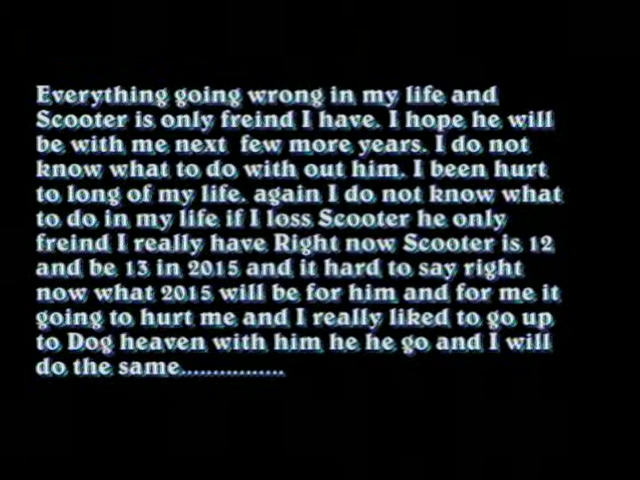 Everything going wrong in my life and
Scooter is only freind I have. I hope he will
be with me next few more years. I do not
know what to do with out him. I been hurt
to long of my life. again I do not know what
to do in my life if I loss Scooter he only
freind I really have Right now Scooter is 12
and be 13 in 2015 and it hard to say right
now what 2015 will be for him and for me it
going to hurt me and I really liked to go up
to Dog heaven with him he he go and I will
do the same................